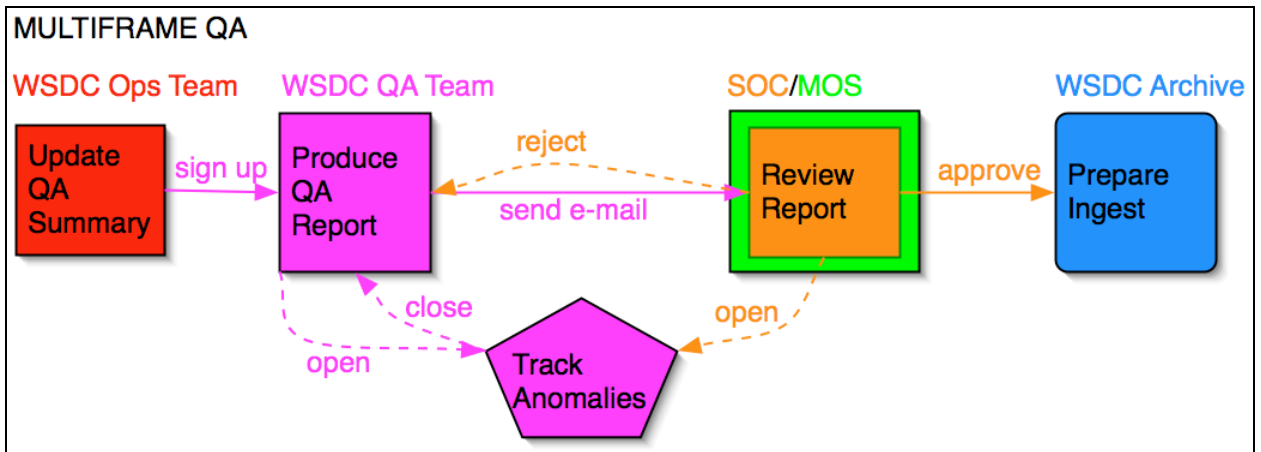 MULTIFRAME QA
WSDC Ops Team
WSDC QA Team
SOC/MOS
WSDC Archive
Update
QA
Summary
sign up
Produce
QA
Report
reject
send e-mail
Review
Report
approve
Prepare
Ingest
close
open
open
Track
Anomalies